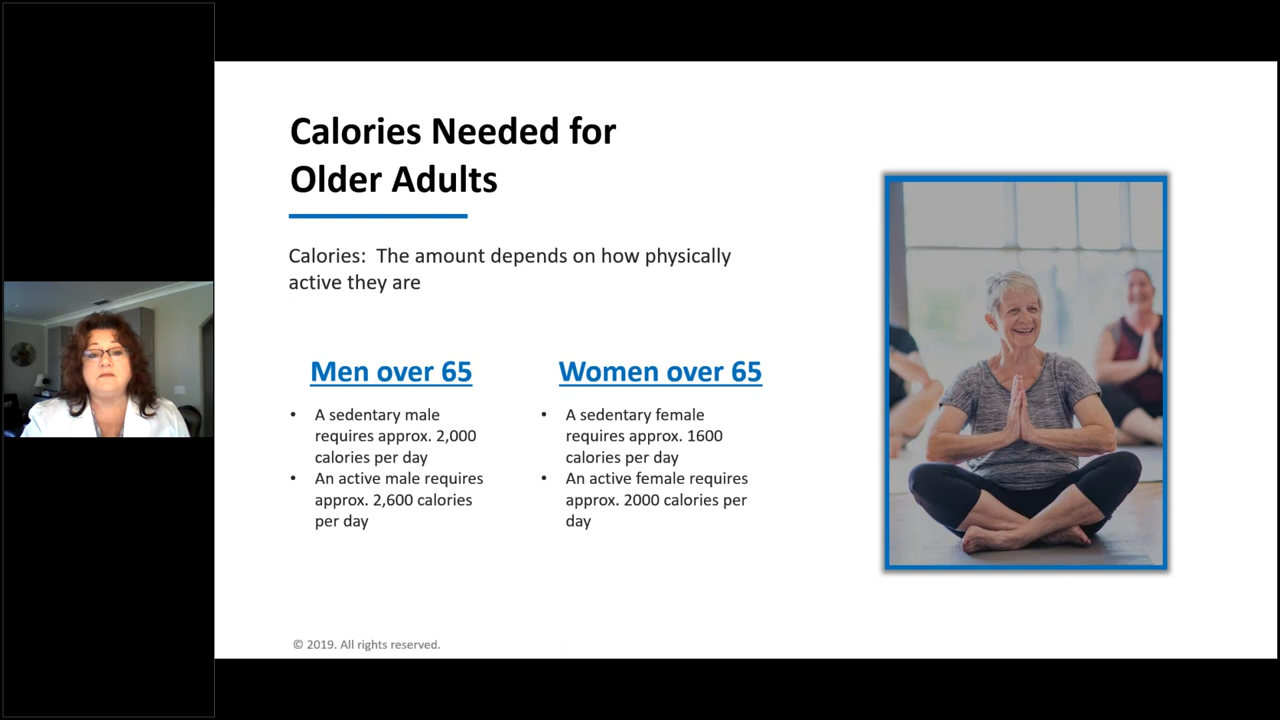 Calories Needed for
Older Adults
Calories:  The amount depends on how physically
active they are
Men over 65
• A sedentary male
requires approx. 2,000
calories per day
• An active male requires
approx. 2,600 calories
per day
Women over 65
• A sedentary female
requires approx. 1600
calories per day
• An active female requires
approx. 2000 calories per
day
© 2019. All rights reserved.